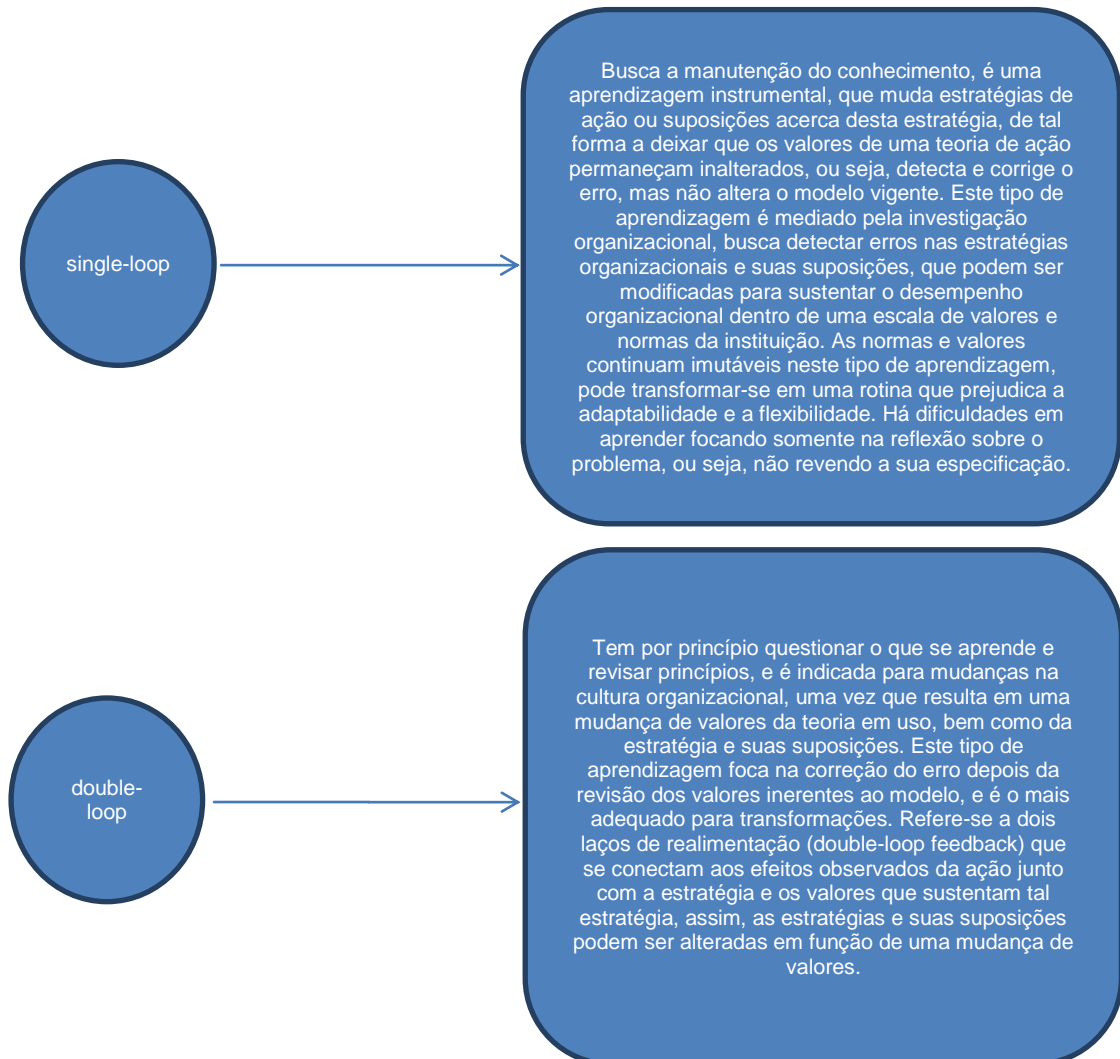 single-loop
Busca a manutenção do conhecimento, é uma
aprendizagem instrumental, que muda estratégias de
ação ou suposições acerca desta estratégia, de tal
forma a deixar que os valores de uma teoria de ação
permaneçam inalterados, ou seja, detecta e corrige o
erro, mas não altera o modelo vigente. Este tipo de
aprendizagem é mediado pela investigação
organizacional, busca detectar erros nas estratégias
organizacionais e suas suposições, que podem ser
modificadas para sustentar o desempenho
organizacional dentro de uma escala de valores e
normas da instituição. As normas e valores
continuam imutáveis neste tipo de aprendizagem,
pode transformar-se em uma rotina que prejudica a
adaptabilidade e a flexibilidade. Há dificuldades em
aprender focando somente na reflexão sobre o
problema, ou seja, não revendo a sua especificação.
double-
loop
Tem por princípio questionar o que se aprende e
revisar princípios, e é indicada para mudanças na
cultura organizacional, uma vez que resulta em uma
mudança de valores da teoria em uso, bem como da
estratégia e suas suposições. Este tipo de
aprendizagem foca na correção do erro depois da
revisão dos valores inerentes ao modelo, e é o mais
adequado para transformações. Refere-se a dois
laços de realimentação (double-loop feedback) que
se conectam aos efeitos observados da ação junto
com a estratégia e os valores que sustentam tal
estratégia, assim, as estratégias e suas suposições
podem ser alteradas em função de uma mudança de
valores.